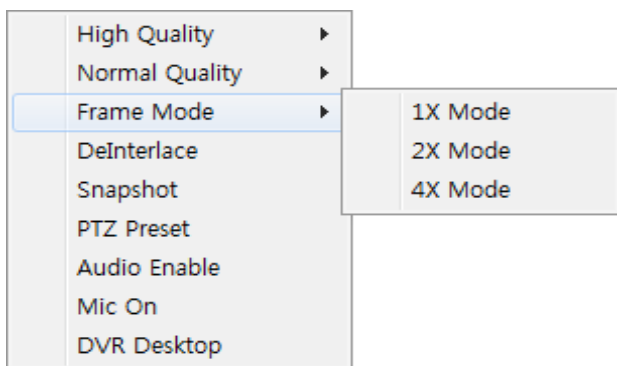 High Quality
Normal Quality
Frame Mode
1X Mode
2X Mode
4X Mode
DeInterlace
Snapshot
PTZ Preset
Audio Enable
Mic On
DVR Desktop